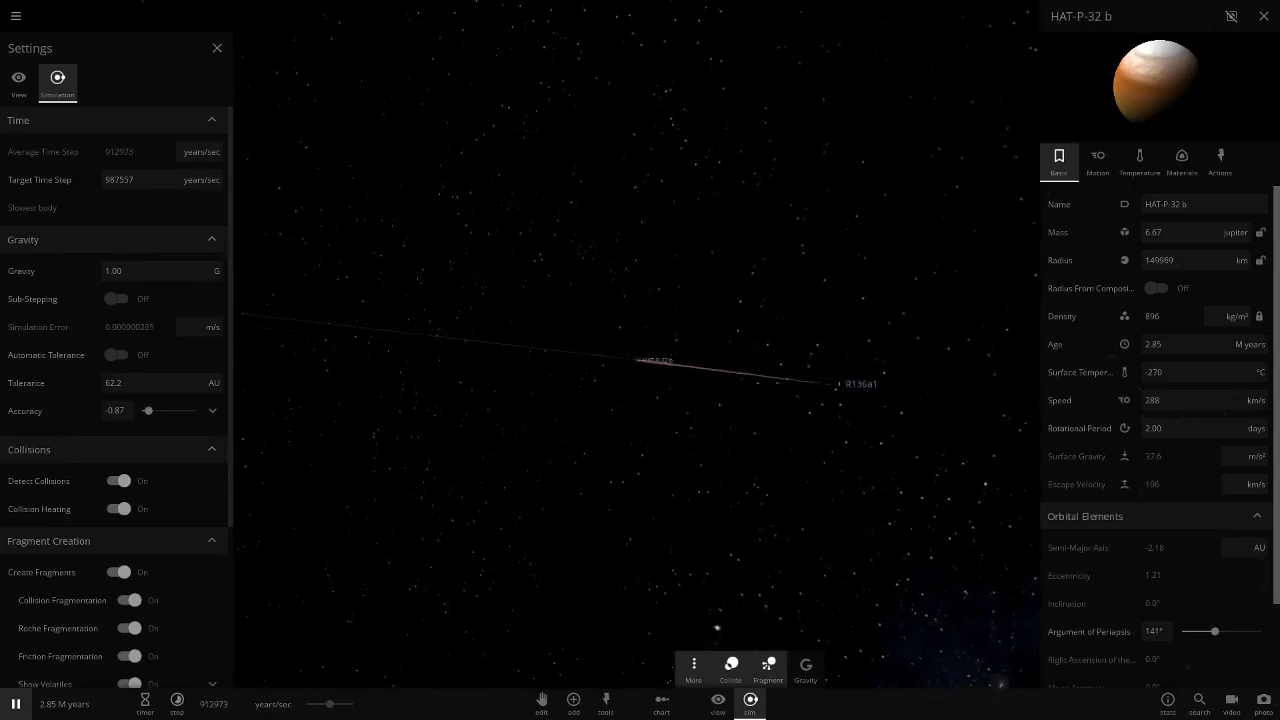 Settings
View
Simulation
Time
Average Time Step 912973 years/sec
Target Time Step 987557 years/sec
Slowest body
Gravity
Gravity 1.00 G
Sub-Stepping Off
Simulation Error 0.000000235 m/s
Automatic Tolerance Off
Tolerance 62.2 AU
Accuracy -0.87
Collisions
Detect Collisions On
Collision Heating On
Fragment Creation
Create Fragments On
Collision Fragmentation On
Roche Fragmentation On
Friction Fragmentation On
Show Volatiles On
HAT-P-32 b
R136a1
HAT-P-32 b
Basic
Motion
Temperature
Materials
Actions
Name HAT-P-32 b
Mass 6.67 jupiter
Radius 149969 km
Radius From Composi... Off
Density 896 kg/m³
Age 2.85 M years
Surface Temper... -270 °C
Speed 288 km/s
Rotational Period 2.00 days
Surface Gravity 37.6 m/s²
Escape Velocity 106 km/s
Orbital Elements
Semi-Major Axis -2.18 AU
Eccentricity 1.21
Inclination 0.0°
Argument of Periapsis 141°
Right Ascension of the... 0.0°
More
Collide
Fragment
Gravity
2.85 M years
timer
step
912973 years/sec
edit
add
tools
chart
view
sim
stats
search
video
photo